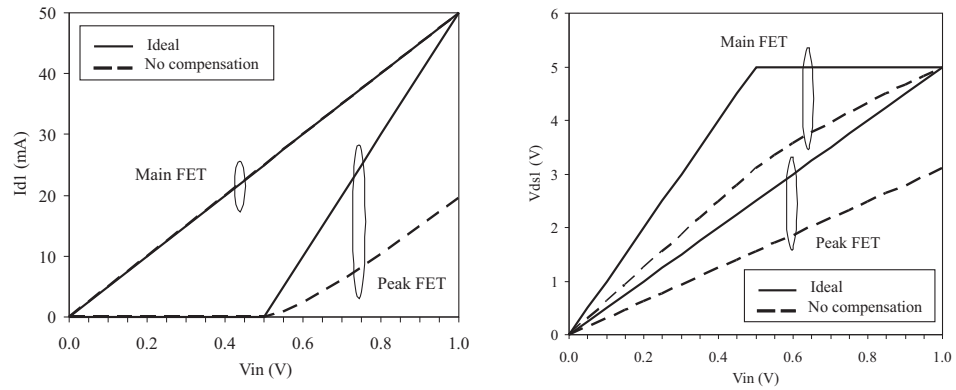 50
40
30
20
10
0
Id1 (mA)
Ideal
No compensation
Main FET
Peak FET
0.0 0.2 0.4 0.6 0.8 1.0
Vin (V)
6
5
4
3
2
1
0
Vds1 (V)
Main FET
Peak FET
Ideal
No compensation
0.0 0.2 0.4 0.6 0.8 1.0
Vin (V)